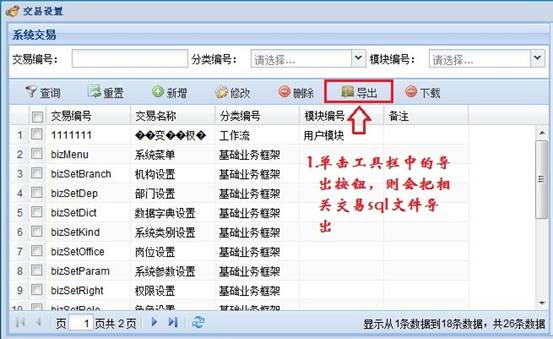 交易设置
系统交易
交易编号： 分类编号： 请选择... 模块编号： 请选择...
查询 重置 新增 修改 删除 导出 下载
交易编号 交易名称 分类编号 模块编号 备注
1 1111111 ��变��权� 工作流 用户模块
2 bizMenu 系统菜单 基础业务框架
3 bizSetBranch 机构设置 基础业务框架
4 bizSetDep 部门设置 基础业务框架
5 bizSetDict 数据字典设置 基础业务框架
6 bizSetKind 系统类别设置 基础业务框架
7 bizSetOffice 岗位设置 基础业务框架
8 bizSetParam 系统参数设置 基础业务框架
9 bizSetRight 权限设置 基础业务框架
10 bizSetRole 角色设置 基础业务框架
1.单击工具栏中的导
出按钮，则会把相
关交易sql文件导
出
页 1 页共 2 页 显示从1条数据到18条数据，共26条数据